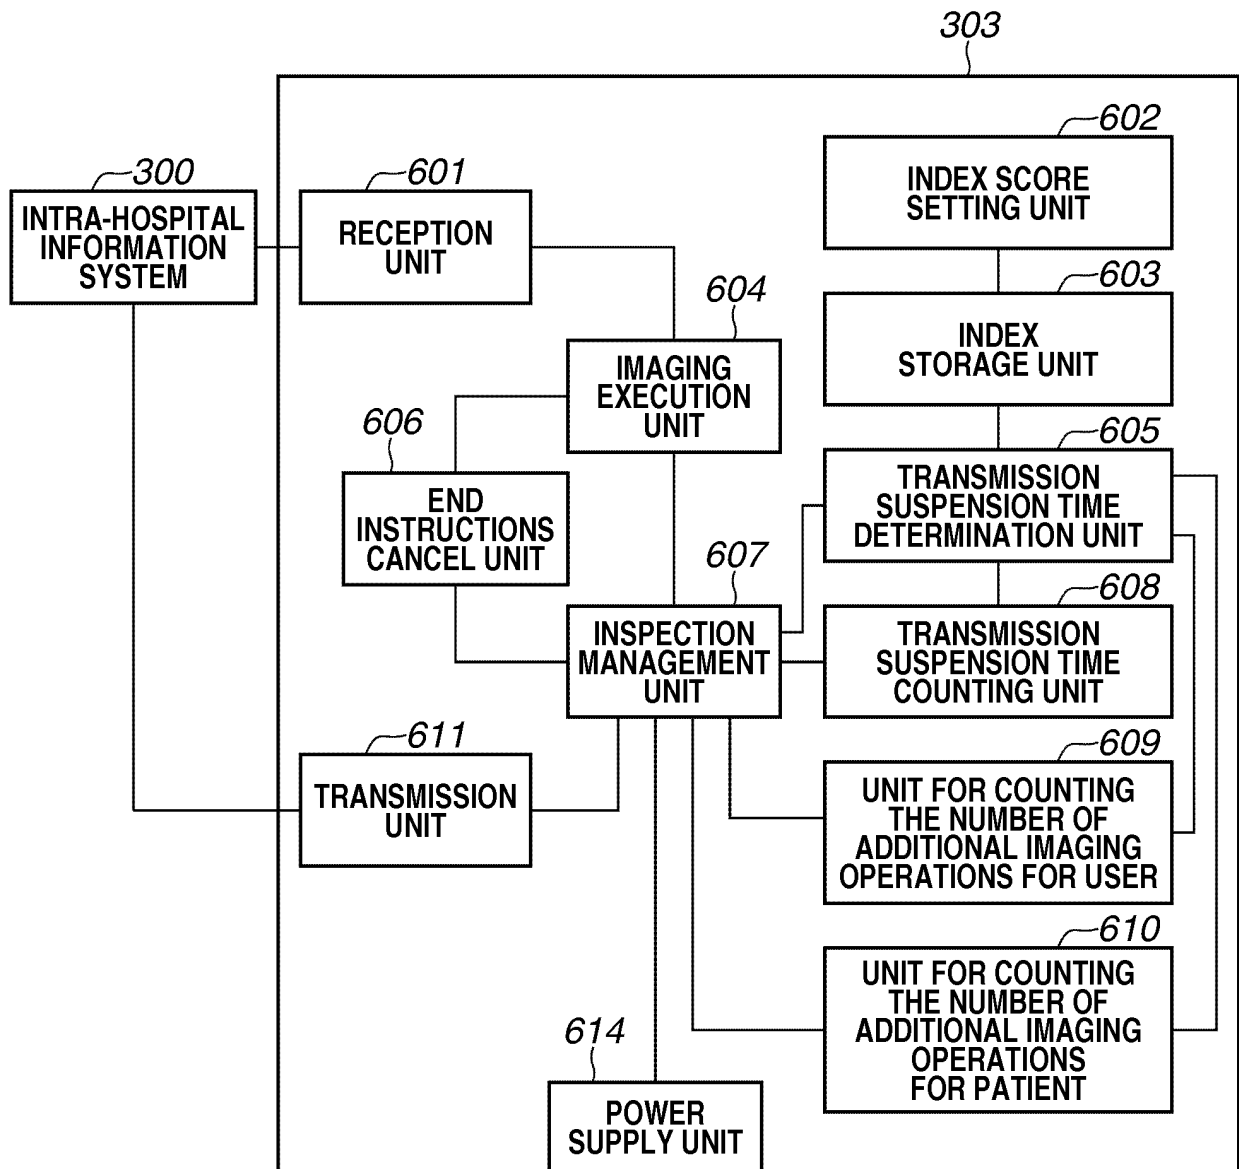 303
602
INDEX SCORE
SETTING UNIT
300
INTRA-HOSPITAL
INFORMATION
SYSTEM
601
RECEPTION
UNIT
603
INDEX
STORAGE UNIT
604
IMAGING
EXECUTION
UNIT
606
END
INSTRUCTIONS
CANCEL UNIT
605
TRANSMISSION
SUSPENSION TIME
DETERMINATION UNIT
607
INSPECTION
MANAGEMENT
UNIT
608
TRANSMISSION
SUSPENSION TIME
COUNTING UNIT
611
TRANSMISSION
UNIT
609
UNIT FOR COUNTING
THE NUMBER OF
ADDITIONAL IMAGING
OPERATIONS FOR USER
610
UNIT FOR COUNTING
THE NUMBER OF
ADDITIONAL IMAGING
OPERATIONS
FOR PATIENT
614
POWER
SUPPLY UNIT